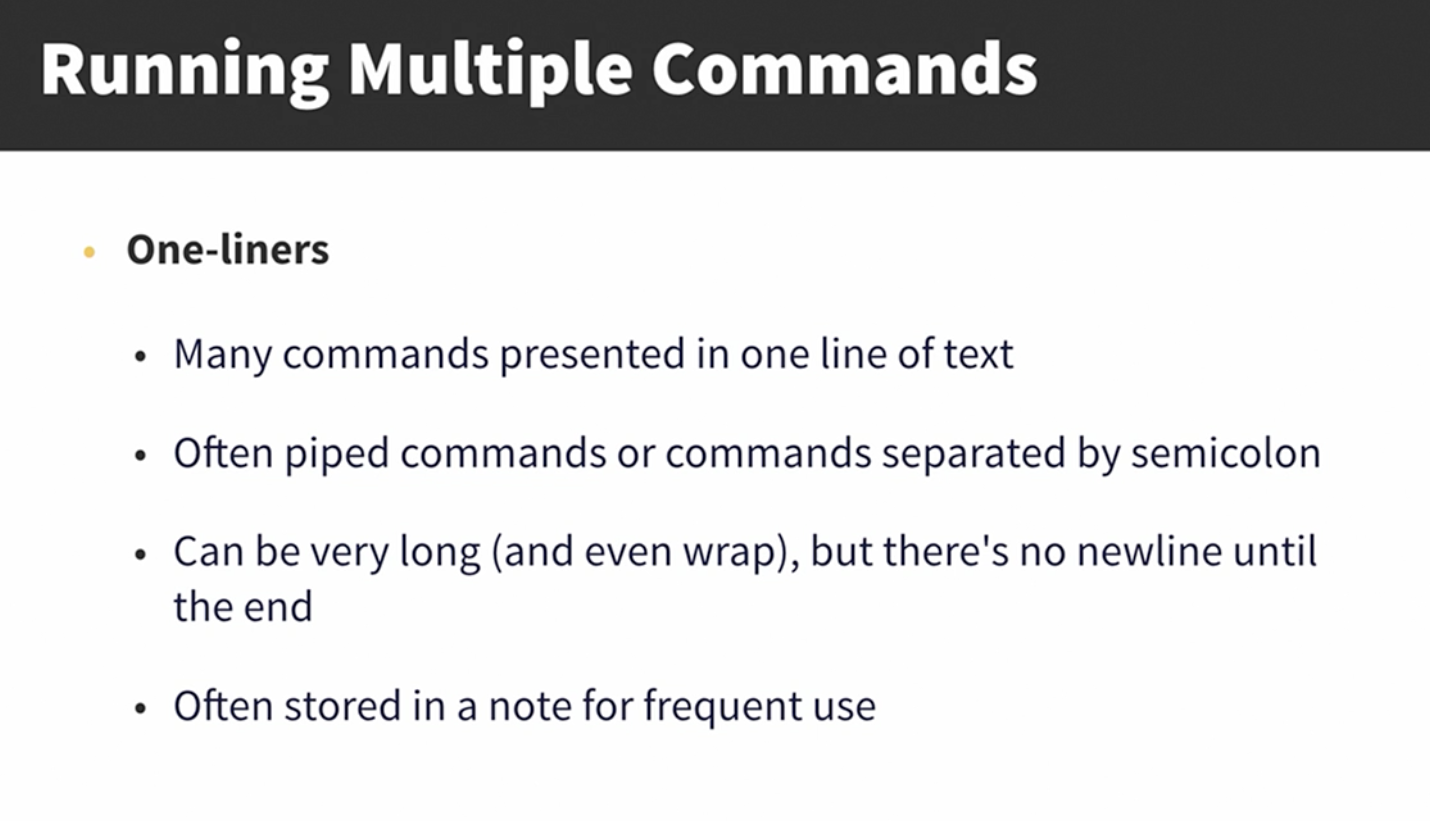 Running Multiple Commands
• One-liners
• Many commands presented in one line of text
• Often piped commands or commands separated by semicolon
• Can be very long (and even wrap), but there's no newline until
the end
• Often stored in a note for frequent use